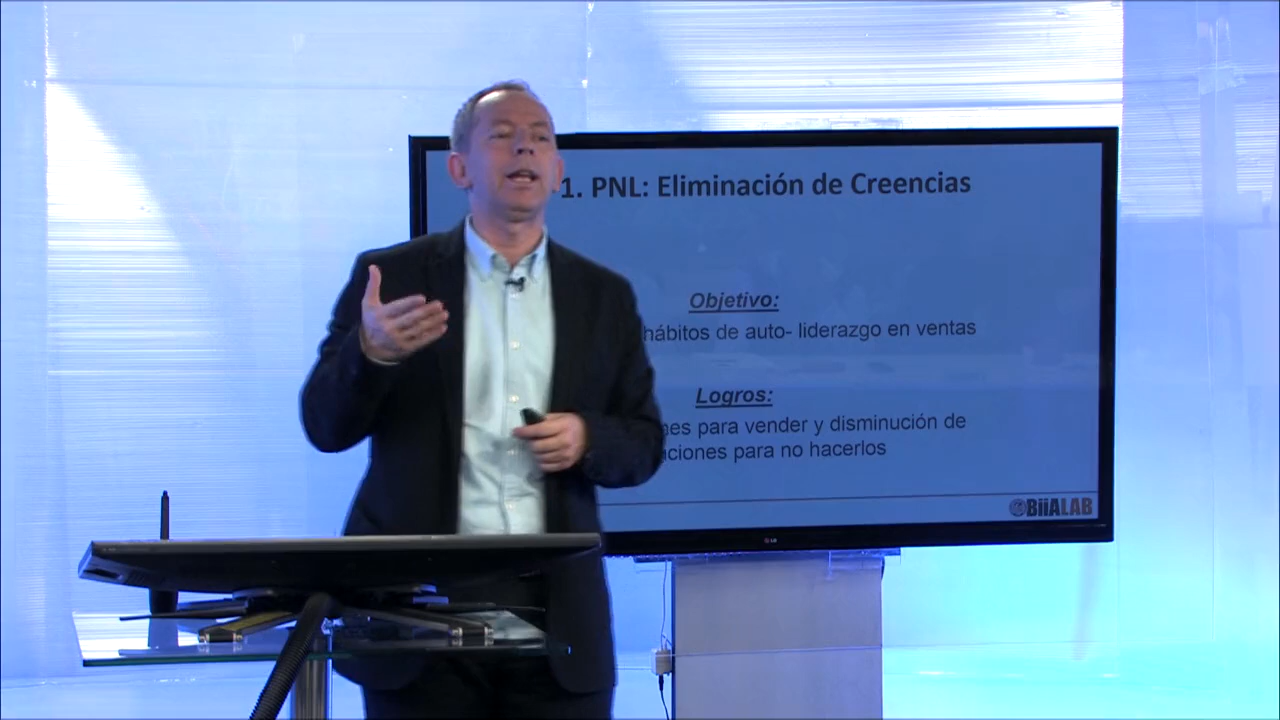 1. PNL: Eliminación de Creencias
Objetivo:
hábitos de auto- liderazgo en ventas
Logros:
para vender y disminución de
para no hacerlos
@BiiALAB
LG